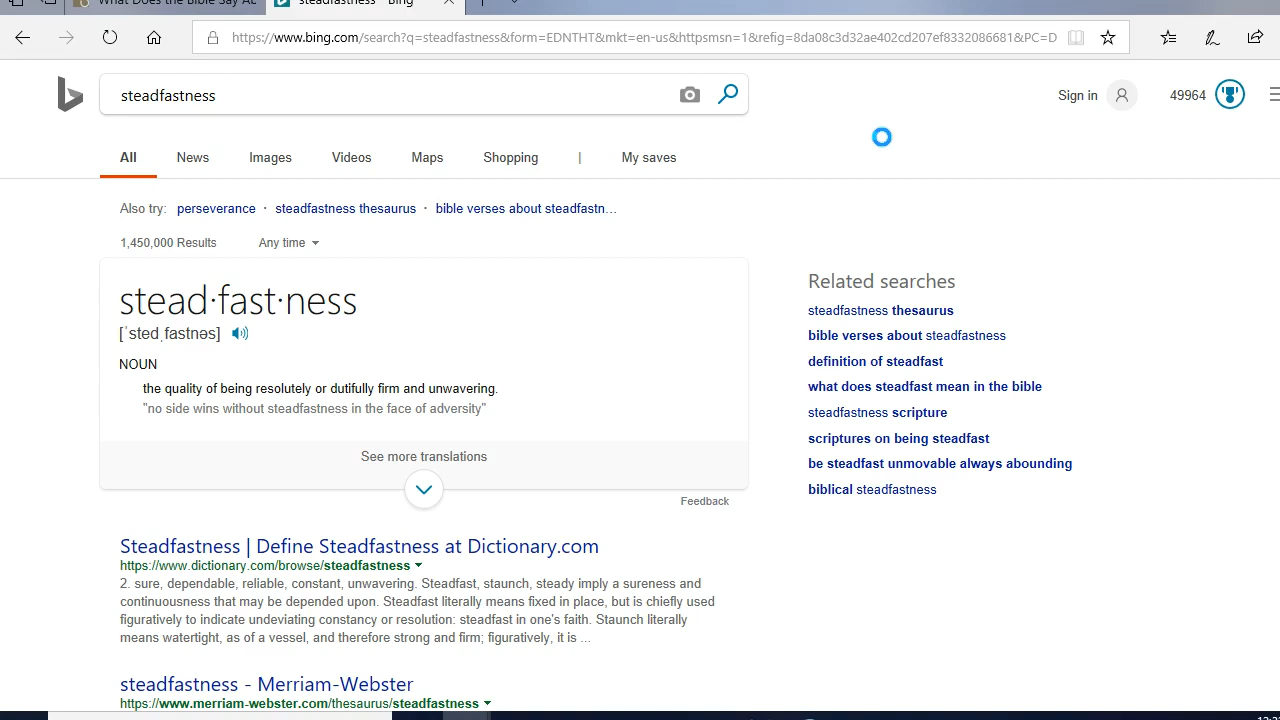 What Does the Bible Say Ab
steadfastness - Bing
https://www.bing.com/search?q=steadfastness&form=EDNTHT&mkt=en-us&httpsmsn=1&refig=8da08c3d32ae402cd207ef8332086681&PC=D
steadfastness
Sign in
49964
All News Images Videos Maps Shopping | My saves
Also try: perseverance · steadfastness thesaurus · bible verses about steadfastn…
1,450,000 Results Any time
stead·fast·ness
[ˈstedˌfastnəs]
NOUN
the quality of being resolutely or dutifully firm and unwavering.
"no side wins without steadfastness in the face of adversity"
See more translations
Feedback
Steadfastness | Define Steadfastness at Dictionary.com
https://www.dictionary.com/browse/steadfastness
2. sure, dependable, reliable, constant, unwavering. Steadfast, staunch, steady imply a sureness and
continuousness that may be depended upon. Steadfast literally means fixed in place, but is chiefly used
figuratively to indicate undeviating constancy or resolution: steadfast in one's faith. Staunch literally
means watertight, as of a vessel, and therefore strong and firm; figuratively, it is ...
steadfastness - Merriam-Webster
https://www.merriam-webster.com/thesaurus/steadfastness
Related searches
steadfastness thesaurus
bible verses about steadfastness
definition of steadfast
what does steadfast mean in the bible
steadfastness scripture
scriptures on being steadfast
be steadfast unmovable always abounding
biblical steadfastness